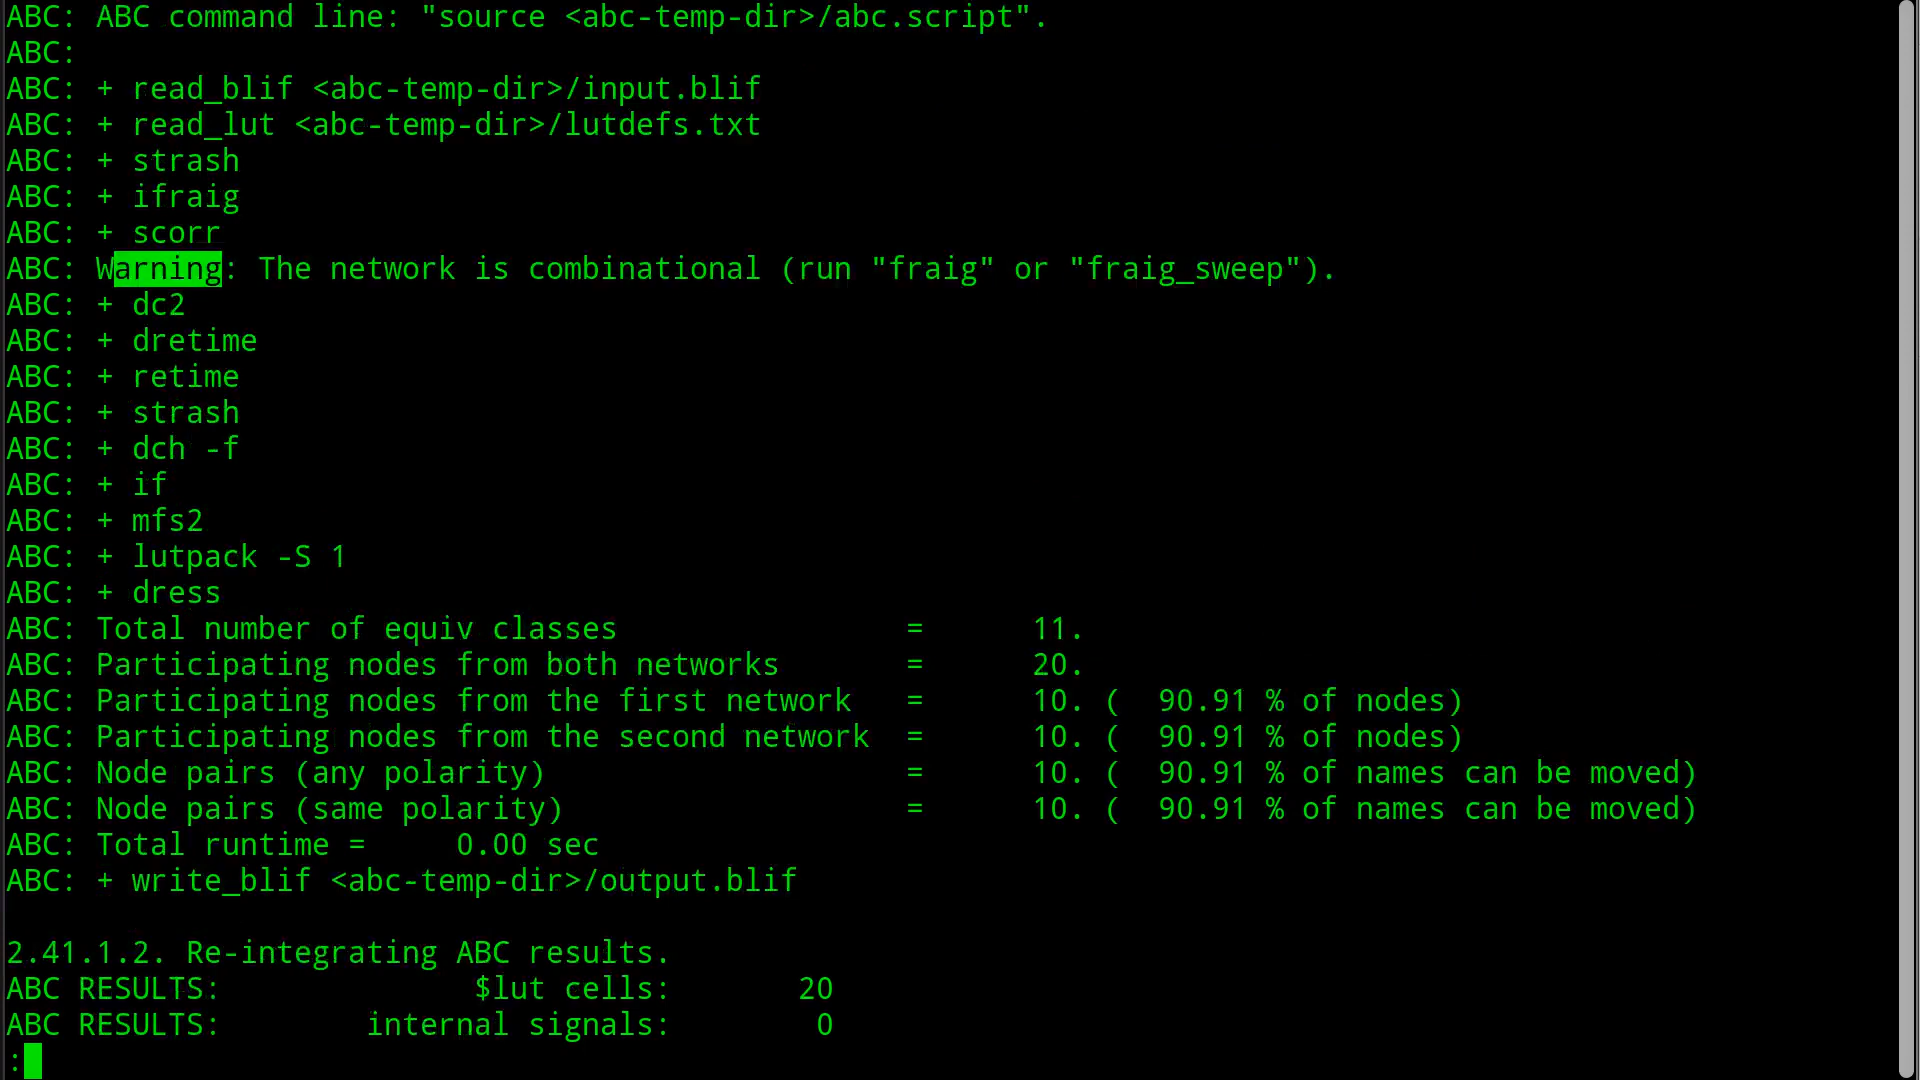 ABC: ABC command line: "source <abc-temp-dir>/abc.script".
ABC:
ABC: + read_blif <abc-temp-dir>/input.blif
ABC: + read_lut <abc-temp-dir>/lutdefs.txt
ABC: + strash
ABC: + ifraig
ABC: + scorr
ABC: Warning: The network is combinational (run "fraig" or "fraig_sweep").
ABC: + dc2
ABC: + dretime
ABC: + retime
ABC: + strash
ABC: + dch -f
ABC: + if
ABC: + mfs2
ABC: + lutpack -S 1
ABC: + dress
ABC: Total number of equiv classes                =      11.
ABC: Participating nodes from both networks       =      20.
ABC: Participating nodes from the first network   =      10. (  90.91 % of nodes)
ABC: Participating nodes from the second network  =      10. (  90.91 % of nodes)
ABC: Node pairs (any polarity)                    =      10. (  90.91 % of names can be moved)
ABC: Node pairs (same polarity)                   =      10. (  90.91 % of names can be moved)
ABC: Total runtime =     0.00 sec
ABC: + write_blif <abc-temp-dir>/output.blif
2.41.1.2. Re-integrating ABC results.
ABC RESULTS:              $lut cells:       20
ABC RESULTS:        internal signals:        0
: